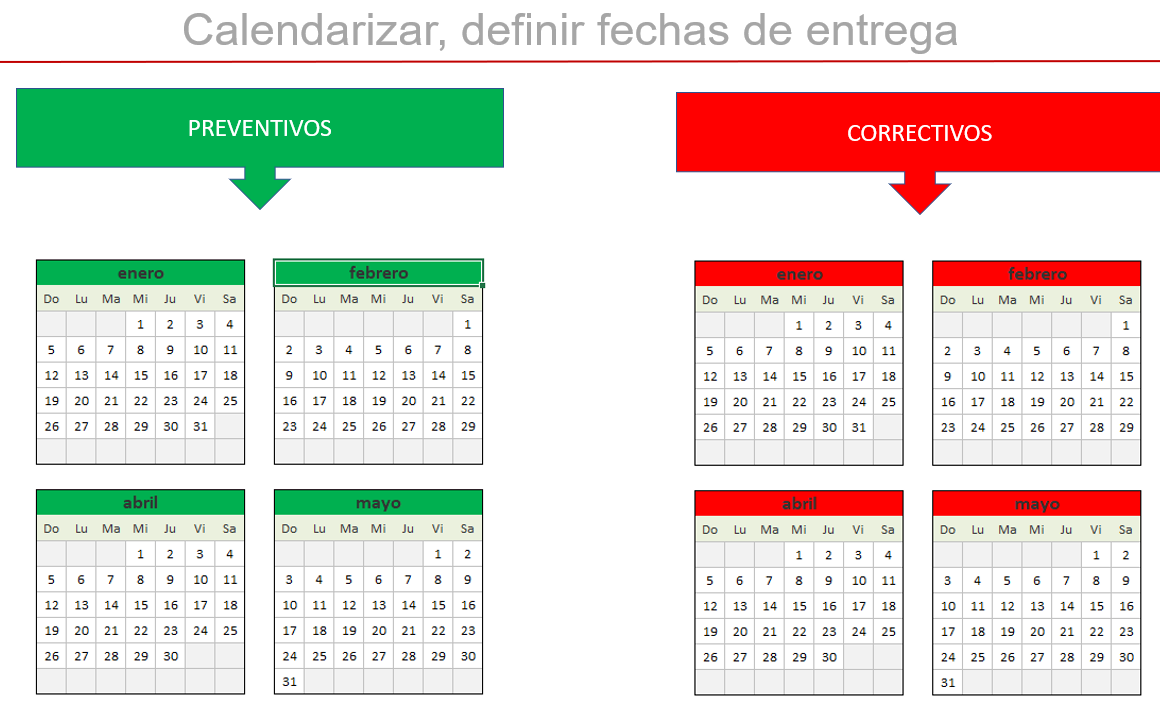 Calendarizar, definir fechas de entrega
PREVENTIVOS
enero
Do Lu Ma Mi Ju Vi Sa
1 2 3 4
5 6 7 8 9 10 11
12 13 14 15 16 17 18
19 20 21 22 23 24 25
26 27 28 29 30 31
febrero
Do Lu Ma Mi Ju Vi Sa
1
2 3 4 5 6 7 8
9 10 11 12 13 14 15
16 17 18 19 20 21 22
23 24 25 26 27 28 29
abril
Do Lu Ma Mi Ju Vi Sa
1 2 3 4
5 6 7 8 9 10 11
12 13 14 15 16 17 18
19 20 21 22 23 24 25
26 27 28 29 30
mayo
Do Lu Ma Mi Ju Vi Sa
1 2
3 4 5 6 7 8 9
10 11 12 13 14 15 16
17 18 19 20 21 22 23
24 25 26 27 28 29 30
31
CORRECTIVOS
enero
Do Lu Ma Mi Ju Vi Sa
1 2 3 4
5 6 7 8 9 10 11
12 13 14 15 16 17 18
19 20 21 22 23 24 25
26 27 28 29 30 31
febrero
Do Lu Ma Mi Ju Vi Sa
1
2 3 4 5 6 7 8
9 10 11 12 13 14 15
16 17 18 19 20 21 22
23 24 25 26 27 28 29
abril
Do Lu Ma Mi Ju Vi Sa
1 2 3 4
5 6 7 8 9 10 11
12 13 14 15 16 17 18
19 20 21 22 23 24 25
26 27 28 29 30
mayo
Do Lu Ma Mi Ju Vi Sa
1 2
3 4 5 6 7 8 9
10 11 12 13 14 15 16
17 18 19 20 21 22 23
24 25 26 27 28 29 30
31